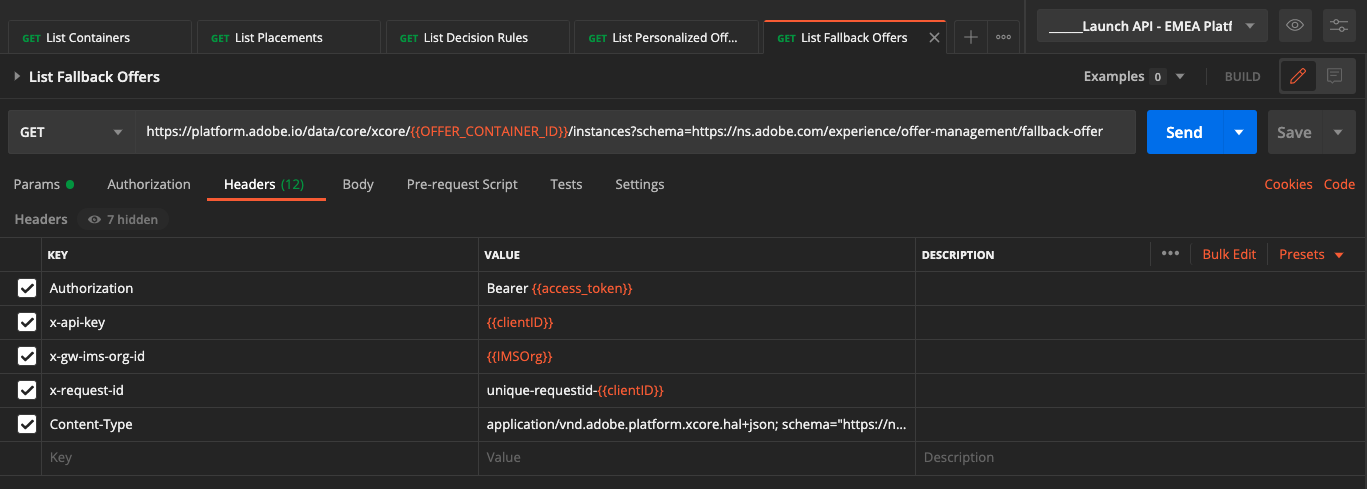 GET List Containers GET List Placements GET List Decision Rules GET List Personalized Off... GET List Fallback Offers ______Launch API - EMEA Platf
List Fallback Offers Examples 0 BUILD
GET https://platform.adobe.io/data/core/xcore/{{OFFER_CONTAINER_ID}}/instances?schema=https://ns.adobe.com/experience/offer-management/fallback-offer Send Save
Params Authorization Headers (12) Body Pre-request Script Tests Settings Cookies Code
Headers 7 hidden
KEY VALUE DESCRIPTION Bulk Edit Presets
Authorization Bearer {{access_token}}
x-api-key {{clientID}}
x-gw-ims-org-id {{IMSOrg}}
x-request-id unique-requestid-{{clientID}}
Content-Type application/vnd.adobe.platform.xcore.hal+json; schema="https://n...
Key Value Description